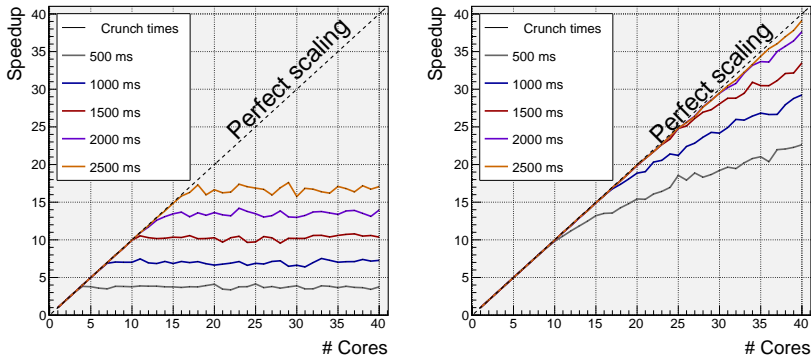 Speedup
40
35
30
25
20
15
10
5
0
Crunch times
500 ms
1000 ms
1500 ms
2000 ms
2500 ms
Perfect scaling
0 5 10 15 20 25 30 35 40
# Cores
Speedup
40
35
30
25
20
15
10
5
0
Crunch times
500 ms
1000 ms
1500 ms
2000 ms
2500 ms
Perfect scaling
0 5 10 15 20 25 30 35 40
# Cores